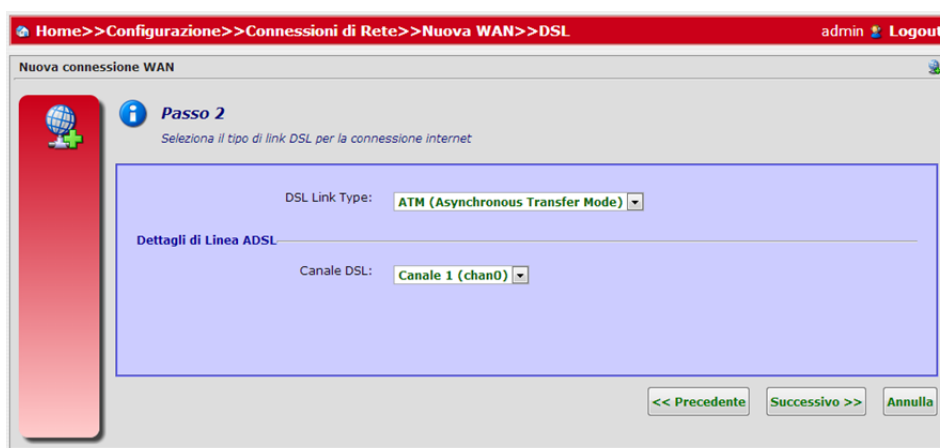 Home>>Configurazione>>Connessioni di Rete>>Nuova WAN>>DSL admin Logout
Nuova connessione WAN
Passo 2
Seleziona il tipo di link DSL per la connessione internet
DSL Link Type: ATM (Asynchronous Transfer Mode)
Dettagli di Linea ADSL
Canale DSL: Canale 1 (chan0)
<< Precedente Successivo >> Annulla